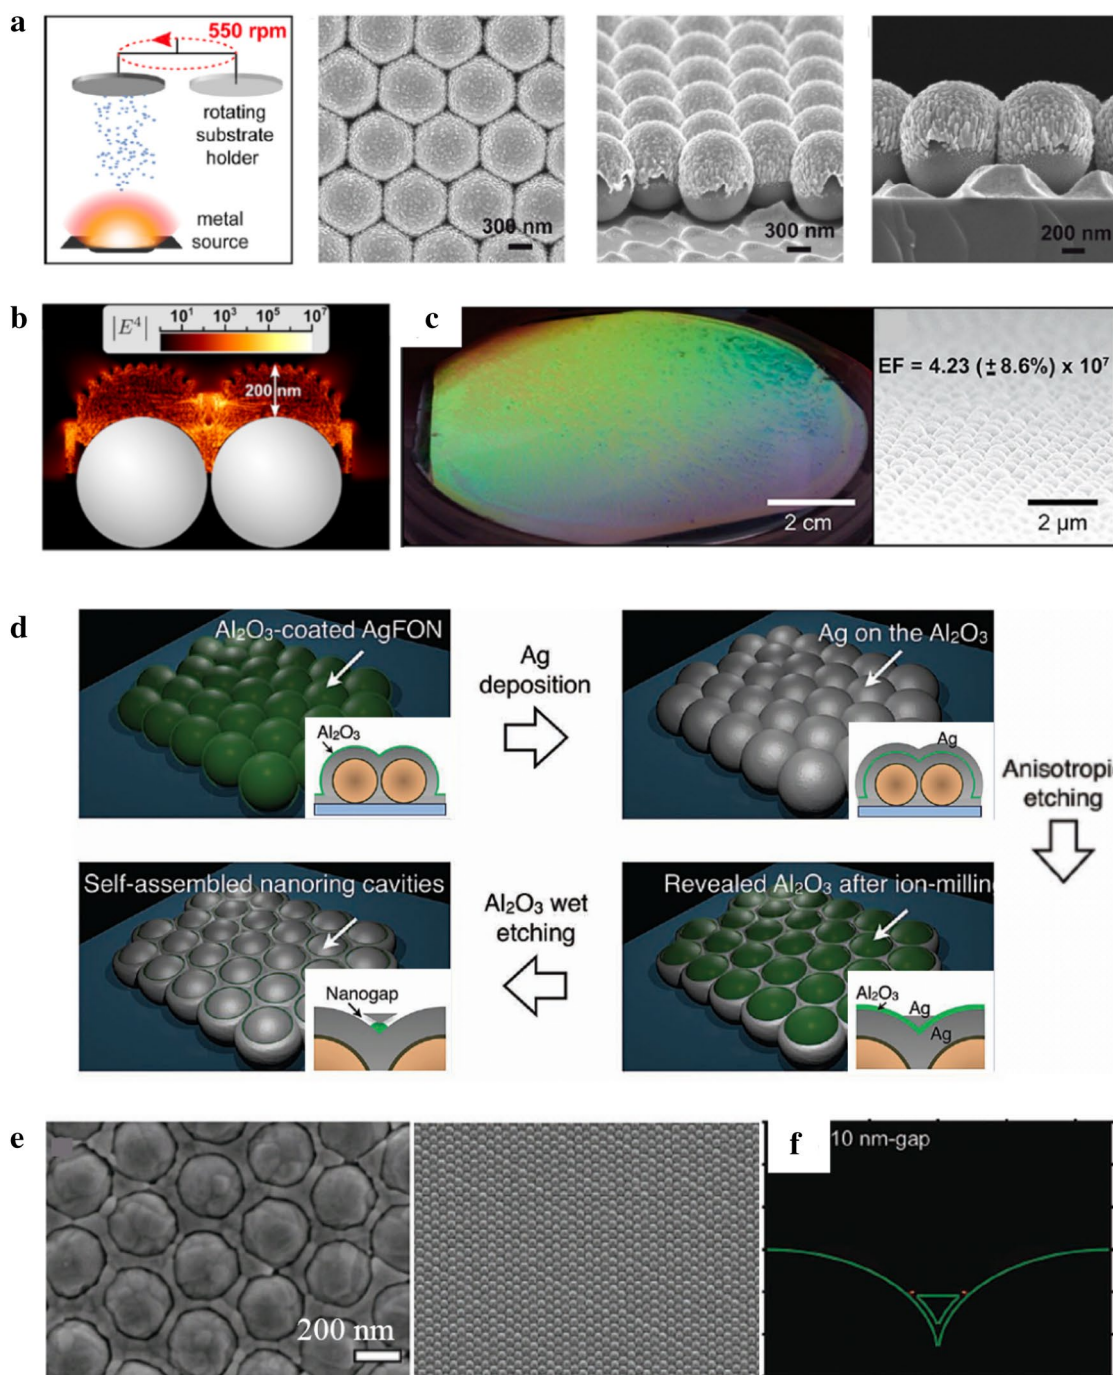 a
550 rpm
rotating
substrate
holder
metal
source
300 nm
300 nm
200 nm
b
|E⁴|
10¹ 10³ 10⁵ 10⁷
200 nm
c
2 cm
EF = 4.23 (±8.6%) x 10⁷
2 µm
d
Al₂O₃-coated AgFON
Al₂O₃
Ag
deposition
Ag on the Al₂O₃
Ag
Anisotropic
etching
Self-assembled nanoring cavities
Nanogap
Al₂O₃ wet
etching
Revealed Al₂O₃ after ion-milling
Al₂O₃
Ag
Ag
e
200 nm
f
10 nm-gap